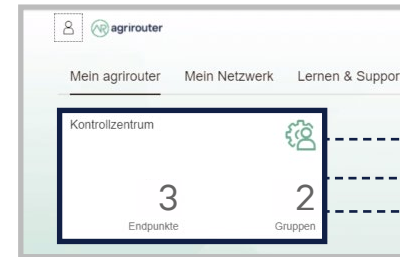 agrirouter
Mein agrirouter Mein Netzwerk Lernen & Suppor
Kontrollzentrum
3 2
Endpunkte Gruppen